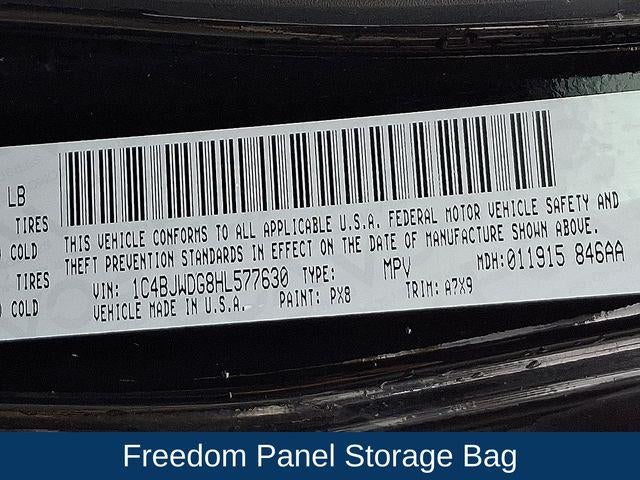 LB
TIRES
COLD
TIRES
COLD
THIS VEHICLE CONFORMS TO ALL APPLICABLE U.S.A. FEDERAL MOTOR VEHICLE SAFETY AND
THEFT PREVENTION STANDARDS IN EFFECT ON THE DATE OF MANUFACTURE SHOWN ABOVE.
VIN: 1C4BJWDG8HL577630 TYPE: MPV MDH:011915 846AA
VEHICLE MADE IN U.S.A. PAINT: PX8 TRIM: A7X9
Freedom Panel Storage Bag